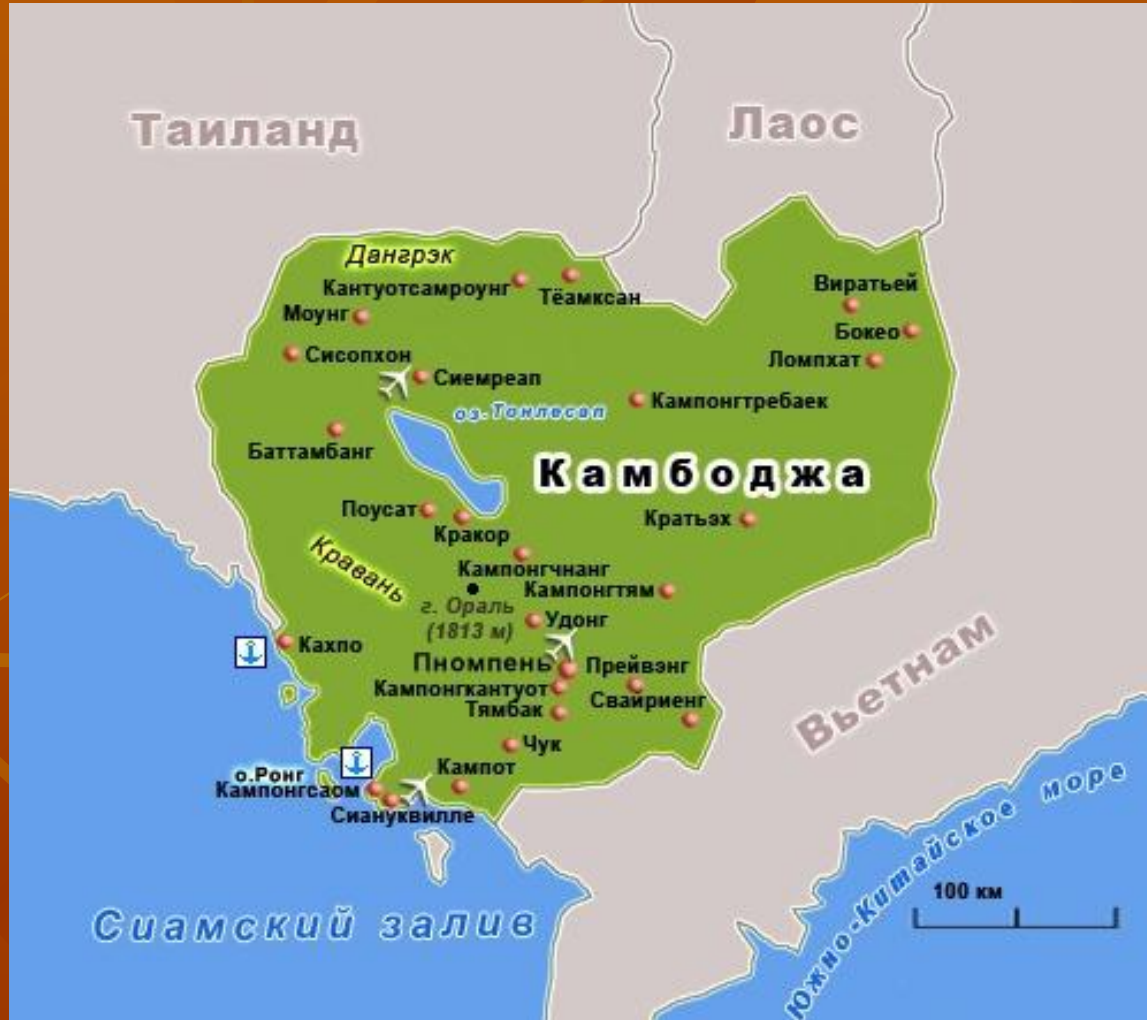 Таиланд
Лаос
Дангрэк
Кантуотсамроунг
Тёамксан
Виратьей
Моунг
Бокео
Сисопхон
Ломпхат
Сиемреап
Кампонгтребаек
оз.Тонлесап
Баттамбанг
Камбоджа
Поусат
Кратьэх
Кракор
Кравань
Кампонгчнанг
Кампонгтям
г. Ораль
(1813 м)
Удонг
Кахпо
Пномпень
Прейвэнг
Кампонгкантуот
Свайриенг
Тямбак
Вьетнам
Чук
Кампот
о.Ронг
Кампонгсаом
Сиануквилле
Южно-Китайское море
100 км
Сиамский залив